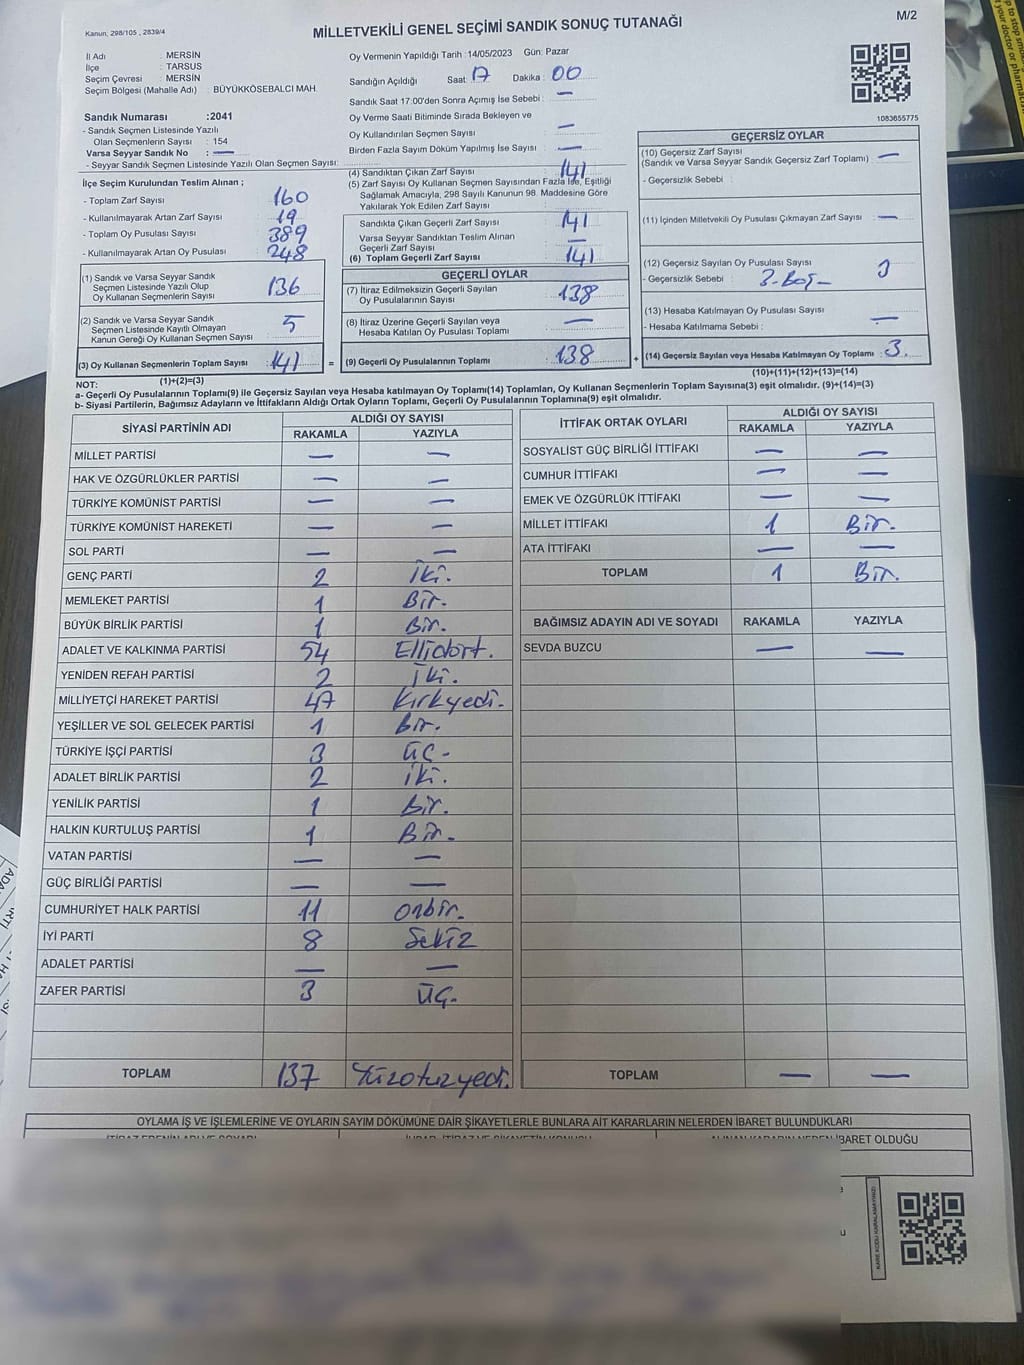 Kanun, 298/105 , 2839/4
MİLLETVEKİLİ GENEL SEÇİMİ SANDIK SONUÇ TUTANAĞI
M/2
İl Adı : MERSİN
İlçe : TARSUS
Seçim Çevresi : MERSİN
Seçim Bölgesi (Mahalle Adı) : BÜYÜKKÖSEBALCI MAH.
Sandık Numarası :2041
- Sandık Seçmen Listesinde Yazılı
Olan Seçmenlerin Sayısı : 154
Varsa Seyyar Sandık No : —
- Seyyar Sandık Seçmen Listesinde Yazılı Olan Seçmen Sayısı:
Oy Vermenin Yapıldığı Tarih :14/05/2023 Gün: Pazar
Sandığın Açıldığı Saat: 17 Dakika : 00
Sandık Saat 17:00'den Sonra Açımış İse Sebebi : —
Oy Verme Saati Bitiminde Sırada Bekleyen ve
Oy Kullandırılan Seçmen Sayısı : —
Birden Fazla Sayım Döküm Yapılmış İse Sayısı : —
1083655775
İlçe Seçim Kurulundan Teslim Alınan ;
- Toplam Zarf Sayısı : 160
- Kullanılmayarak Artan Zarf Sayısı : 19
- Toplam Oy Pusulası Sayısı : 389
- Kullanılmayarak Artan Oy Pusulası : 248
(1) Sandık ve Varsa Seyyar Sandık
Seçmen Listesinde Yazılı Olup
Oy Kullanan Seçmenlerin Sayısı : 136
(2) Sandık ve Varsa Seyyar Sandık
Seçmen Listesinde Kayıtlı Olmayan
Kanun Gereği Oy Kullanan Seçmen Sayısı : 5
(3) Oy Kullanan Seçmenlerin Toplam Sayısı : 141
(1)+(2)=(3)
(4) Sandıktan Çıkan Zarf Sayısı : 141
(5) Zarf Sayısı Oy Kullanan Seçmen Sayısından Fazla İse, Eşitliği
Sağlamak Amacıyla, 298 Sayılı Kanunun 98. Maddesine Göre
Yakılarak Yok Edilen Zarf Sayısı :
Sandıkta Çıkan Geçerli Zarf Sayısı : 141
Varsa Seyyar Sandıktan Teslim Alınan
Geçerli Zarf Sayısı : —
(6) Toplam Geçerli Zarf Sayısı : 141
GEÇERLİ OYLAR
(7) İtiraz Edilmeksizin Geçerli Sayılan
Oy Pusulalarının Sayısı : 138
(8) İtiraz Üzerine Geçerli Sayılan veya
Hesaba Katılan Oy Pusulası Toplamı : —
= (9) Geçerli Oy Pusulalarının Toplamı : 138 +
GEÇERSİZ OYLAR
(10) Geçersiz Zarf Sayısı
(Sandık ve Varsa Seyyar Sandık Geçersiz Zarf Toplamı) : —
- Geçersizlik Sebebi :
(11) İçinden Milletvekili Oy Pusulası Çıkmayan Zarf Sayısı : —
(12) Geçersiz Sayılan Oy Pusulası Sayısı : 3
- Geçersizlik Sebebi : 3-Boş-
(13) Hesaba Katılmayan Oy Pusulası Sayısı : —
- Hesaba Katılmama Sebebi :
(14) Geçersiz Sayılan veya Hesaba Katılmayan Oy Toplamı : 3.
(10)+(11)+(12)+(13)=(14)
NOT:
a- Geçerli Oy Pusulalarının Toplamı(9) ile Geçersiz Sayılan veya Hesaba katılmayan Oy Toplamı(14) Toplamları, Oy Kullanan Seçmenlerin Toplam Sayısına(3) eşit olmalıdır. (9)+(14)=(3)
b- Siyasi Partilerin, Bağımsız Adayların ve İttifakların Aldığı Ortak Oyların Toplamı, Geçerli Oy Pusulalarının Toplamına(9) eşit olmalıdır.
SİYASİ PARTİNİN ADI ALDIĞI OY SAYISI
RAKAMLA YAZIYLA
MİLLET PARTİSİ — —
HAK VE ÖZGÜRLÜKLER PARTİSİ — —
TÜRKİYE KOMÜNİST PARTİSİ — —
TÜRKİYE KOMÜNİST HAREKETİ — —
SOL PARTİ — —
GENÇ PARTİ 2 İki.
MEMLEKET PARTİSİ 1 Bir.
BÜYÜK BİRLİK PARTİSİ 1 Bir.
ADALET VE KALKINMA PARTİSİ 54 Ellidört.
YENİDEN REFAH PARTİSİ 2 İki.
MİLLİYETÇİ HAREKET PARTİSİ 47 Kırkyedi.
YEŞİLLER VE SOL GELECEK PARTİSİ 1 Bir.
TÜRKİYE İŞÇİ PARTİSİ 3 Üç-
ADALET BİRLİK PARTİSİ 2 iki.
YENİLİK PARTİSİ 1 Bir.
HALKIN KURTULUŞ PARTİSİ 1 Bir.
VATAN PARTİSİ — —
GÜÇ BİRLİĞİ PARTİSİ — —
CUMHURİYET HALK PARTİSİ 11 Onbir.
İYİ PARTİ 8 Sekiz
ADALET PARTİSİ — —
ZAFER PARTİSİ 3 Üç.
TOPLAM 137 Yüzotuzyedi.
İTTİFAK ORTAK OYLARI ALDIĞI OY SAYISI
RAKAMLA YAZIYLA
SOSYALİST GÜÇ BİRLİĞİ İTTİFAKI — —
CUMHUR İTTİFAKI — —
EMEK VE ÖZGÜRLÜK İTTİFAKI — —
MİLLET İTTİFAKI 1 Bir.
ATA İTTİFAKI — —
TOPLAM 1 Bir.
BAĞIMSIZ ADAYIN ADI VE SOYADI RAKAMLA YAZIYLA
SEVDA BUZCU — —
TOPLAM — —
OYLAMA İŞ VE İŞLEMLERİNE VE OYLARIN SAYIM DÖKÜMÜNE DAİR ŞİKAYETLERLE BUNLARA AİT KARARLARIN NELERDEN İBARET BULUNDUKLARI
İBARET OLDUĞU
KARE KODU KARALAMAYINIZ!